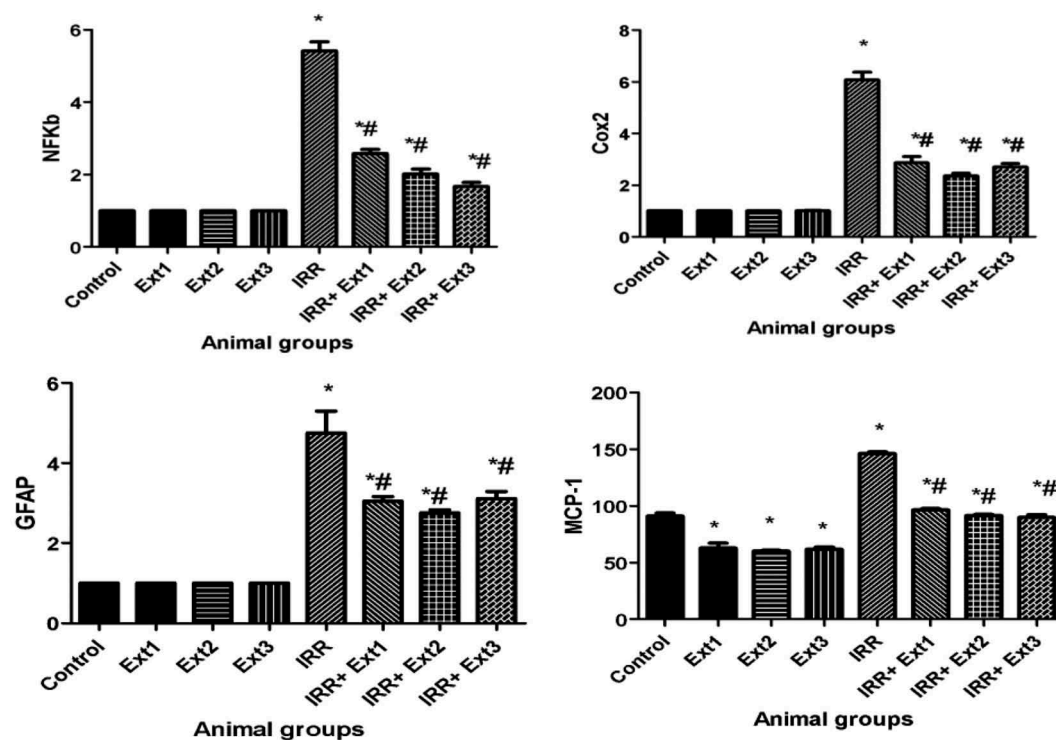 NFKb
6
4
2
0
*
*#
*#
*#
Control
Ext1
Ext2
Ext3
IRR
IRR+ Ext1
IRR+ Ext2
IRR+ Ext3
Animal groups
Cox2
8
6
4
2
0
*
*#
*#
*#
Control
Ext1
Ext2
Ext3
IRR
IRR+ Ext1
IRR+ Ext2
IRR+ Ext3
Animal groups
GFAP
6
4
2
0
*
*#
*#
*#
Control
Ext1
Ext2
Ext3
IRR
IRR+ Ext1
IRR+ Ext2
IRR+ Ext3
Animal groups
MCP-1
200
150
100
50
0
*
*
*
*
*#
*#
*#
Control
Ext1
Ext2
Ext3
IRR
IRR+ Ext1
IRR+ Ext2
IRR+ Ext3
Animal groups